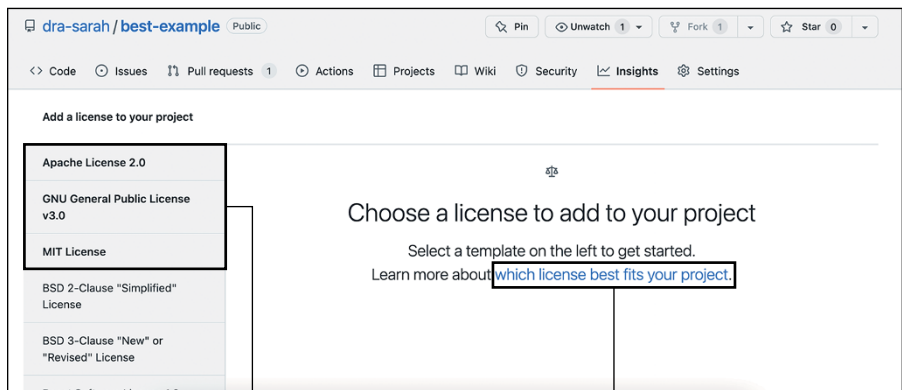 dra-sarah / best-example Public
Pin Unwatch 1 Fork 1 Star 0
Code Issues Pull requests 1 Actions Projects Wiki Security Insights Settings
Add a license to your project
Apache License 2.0
GNU General Public License
v3.0
MIT License
BSD 2-Clause "Simplified"
License
BSD 3-Clause "New" or
"Revised" License
Choose a license to add to your project
Select a template on the left to get started.
Learn more about which license best fits your project.